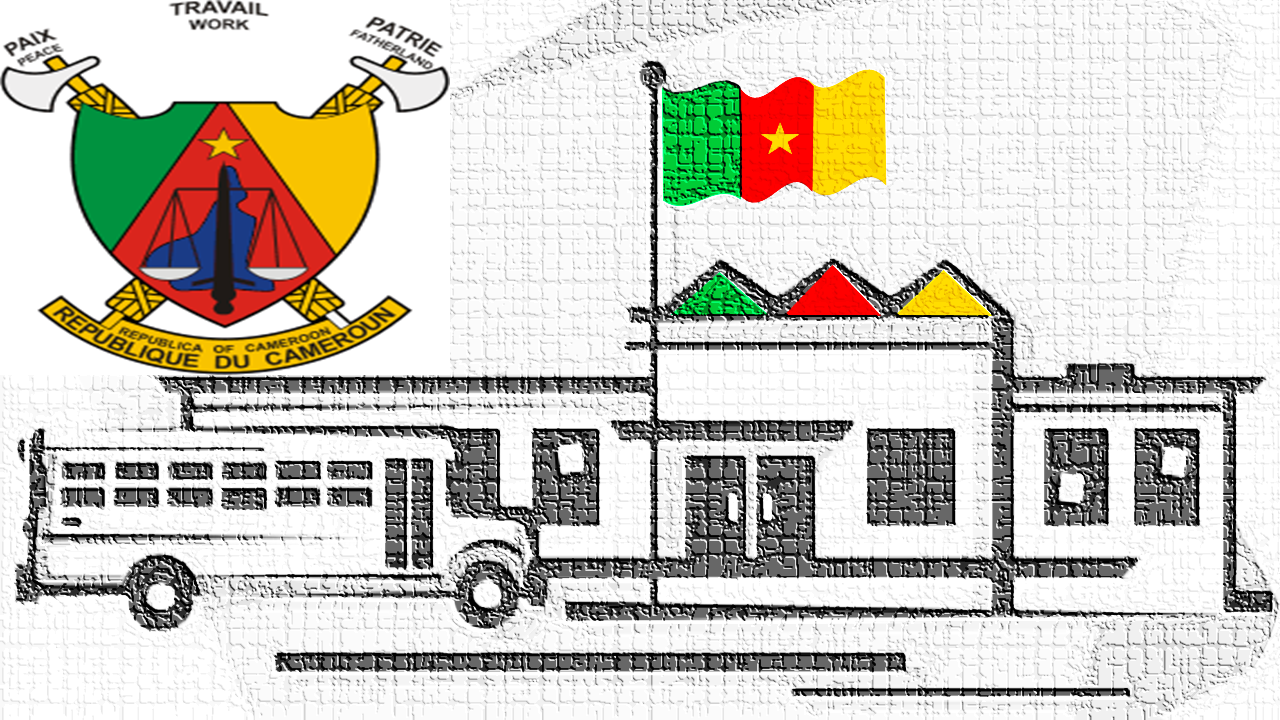 TRAVAIL
WORK
PAIX
PEACE
PATRIE
FATHERLAND
REPUBLICA OF CAMEROON
REPUBLIQUE DU CAMEROUN